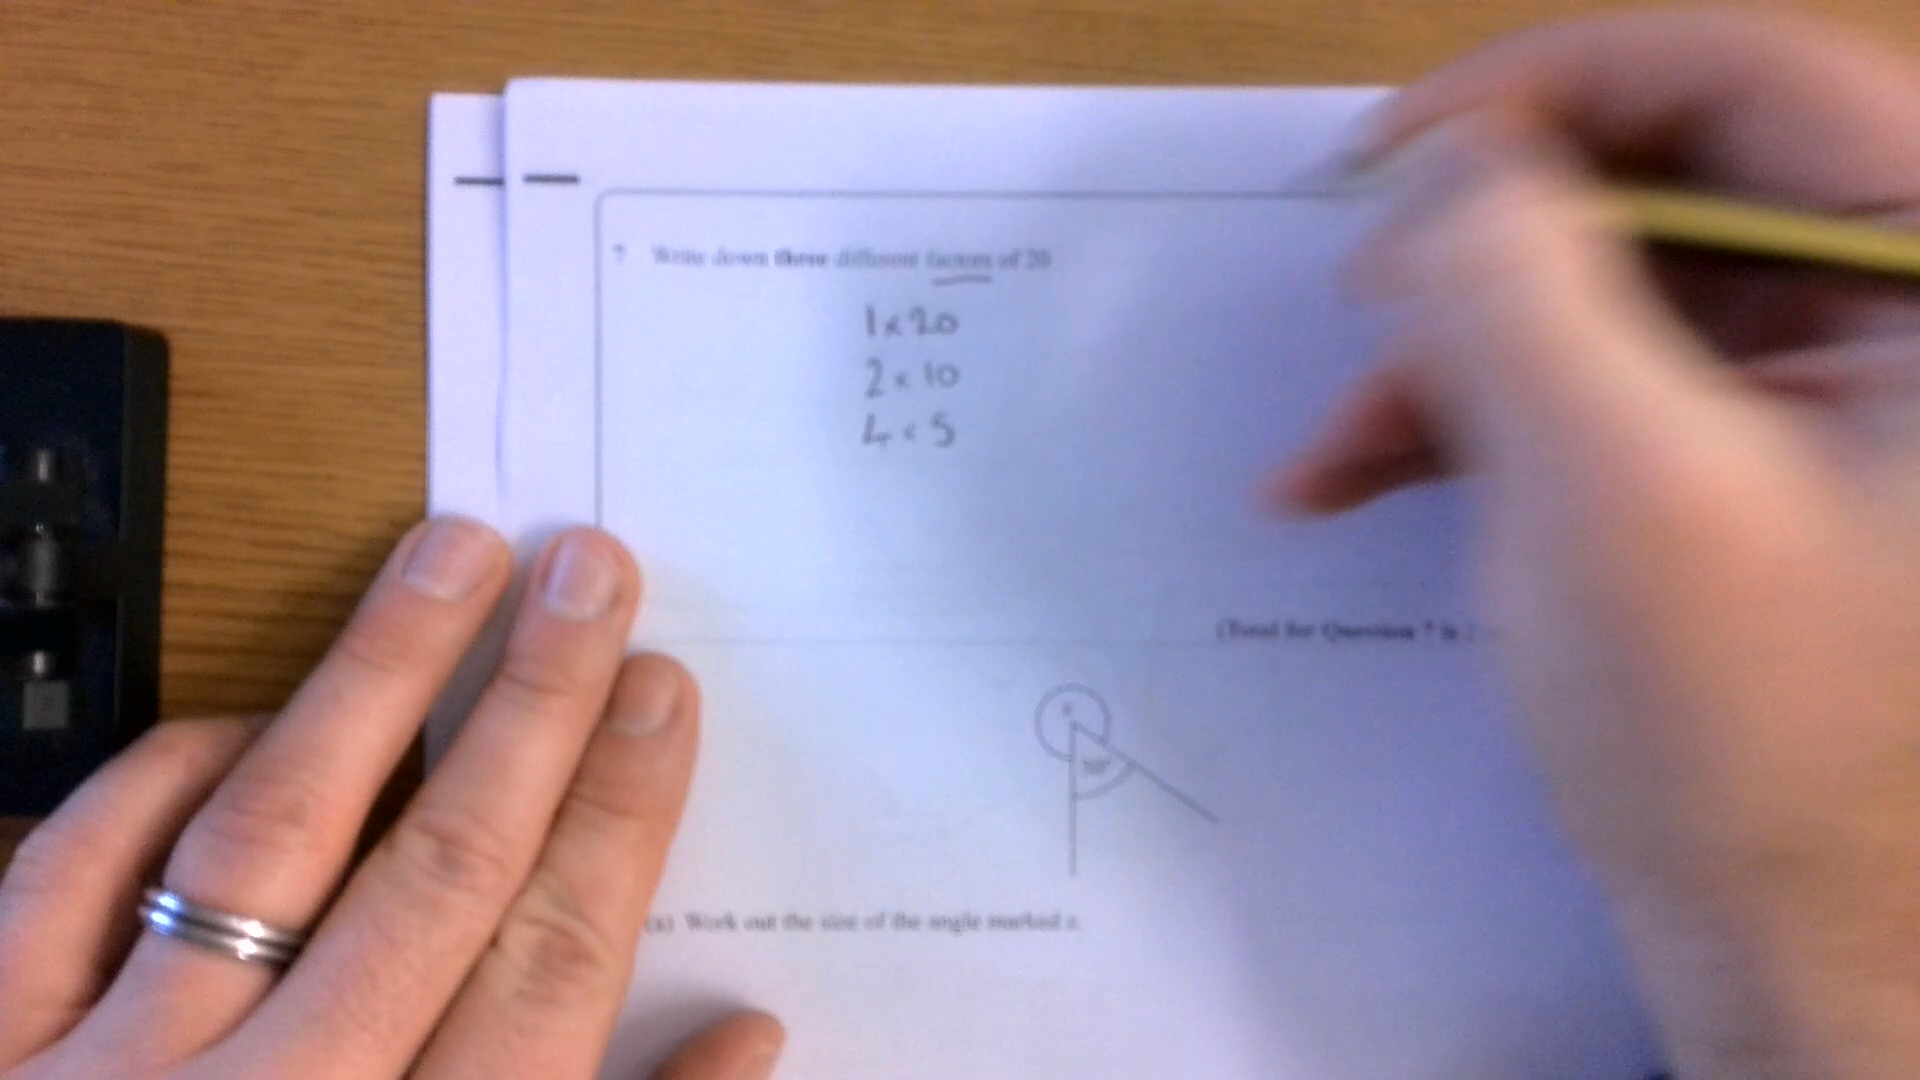 7 Write down three different factors of 20
1 × 20
2 × 10
4 × 5
(Total for Question 7 is 2
x
(a) Work out the size of the angle marked x.